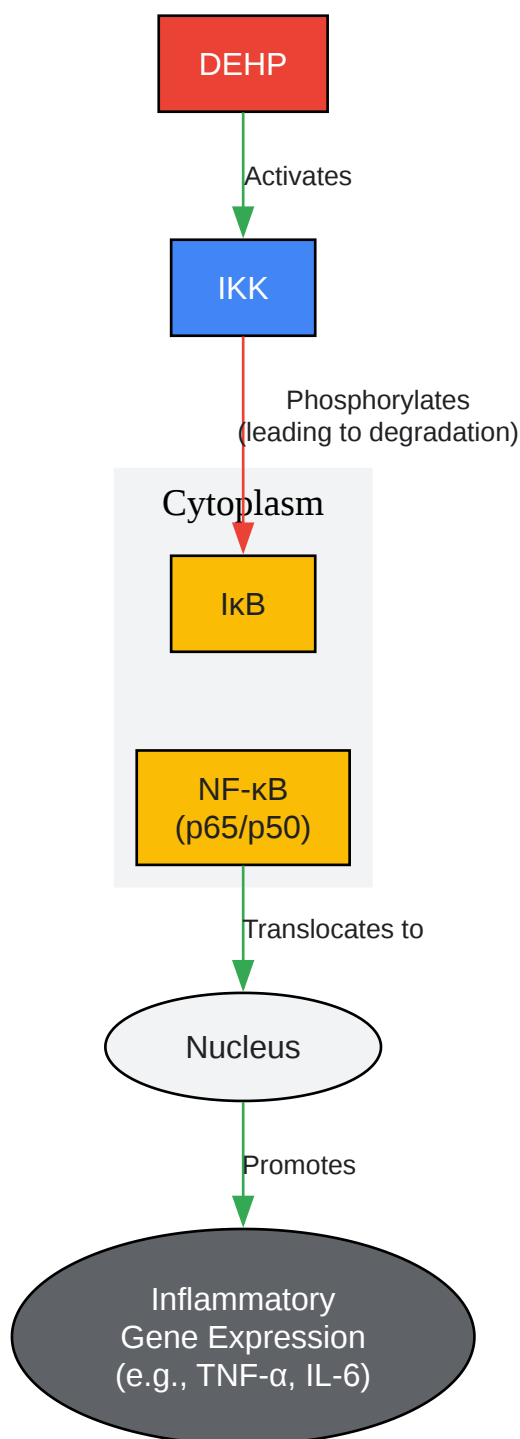 DEHP
Activates
IKK
Phosphorylates
(leading to degradation)
Cytoplasm
IκB
NF-κB
(p65/p50)
Translocates to
Nucleus
Promotes
Inflammatory
Gene Expression
(e.g., TNF-α, IL-6)